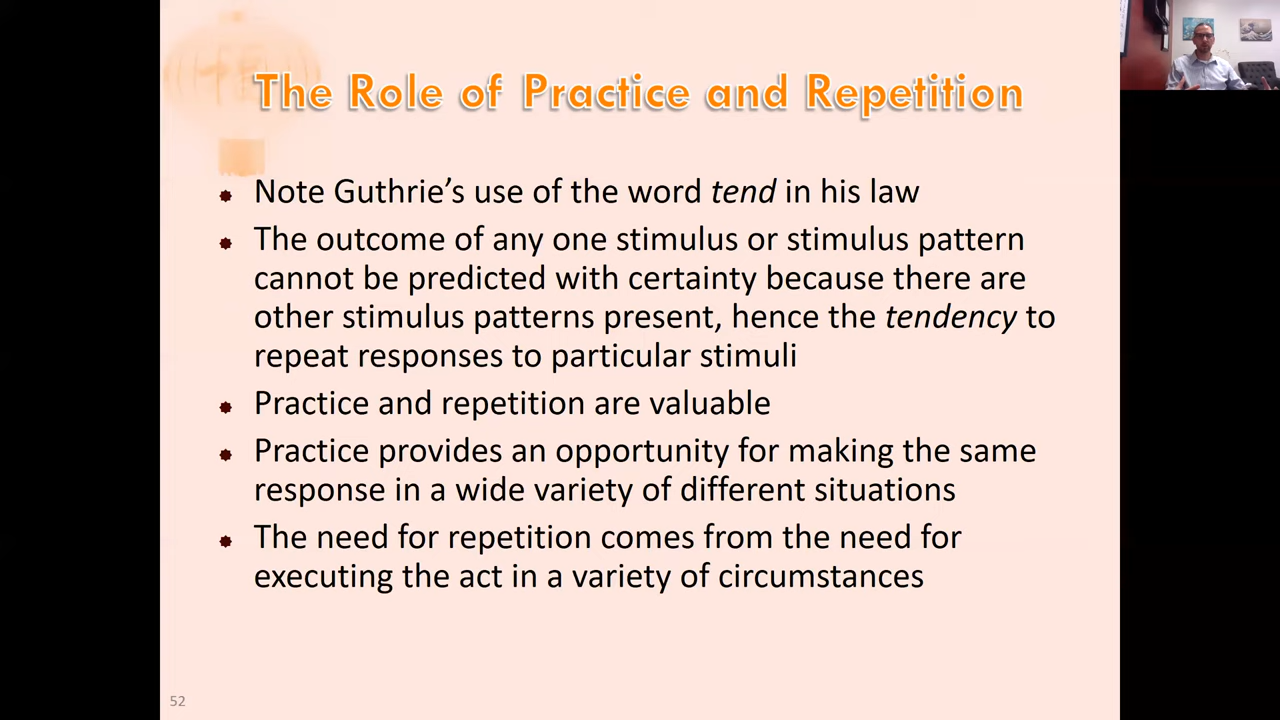 The Role of Practice and Repetition
Note Guthrie’s use of the word tend in his law
The outcome of any one stimulus or stimulus pattern
cannot be predicted with certainty because there are
other stimulus patterns present, hence the tendency to
repeat responses to particular stimuli
Practice and repetition are valuable
Practice provides an opportunity for making the same
response in a wide variety of different situations
The need for repetition comes from the need for
executing the act in a variety of circumstances
52